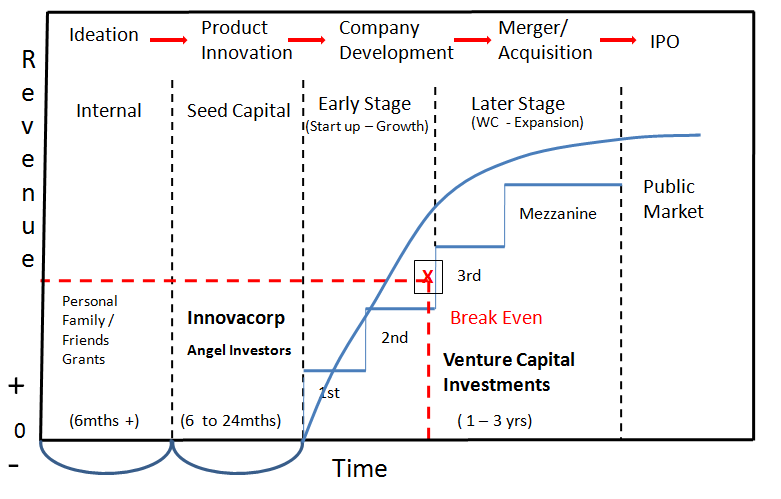 Ideation
Product
Innovation
Company
Development
Merger/
Acquisition
IPO
Revenue
Internal
Seed Capital
Early Stage
(Start up – Growth)
Later Stage
(WC - Expansion)
Public
Market
Mezzanine
3rd
X
Personal
Family /
Friends
Grants
Innovacorp
Angel Investors
Break Even
2nd
Venture Capital
Investments
1st
+
0
-
(6mths +)
(6 to 24mths)
( 1 – 3 yrs)
Time